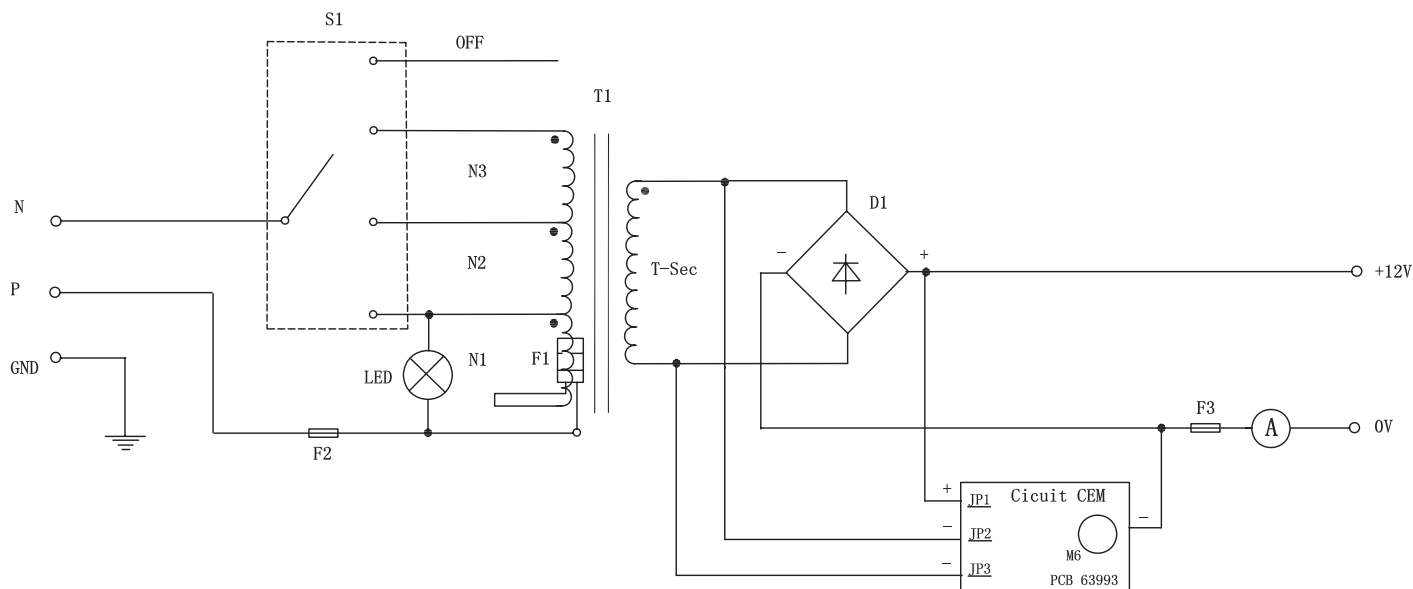 S1
OFF
T1
N3
N
D1
-
+
N2
T-Sec
+12V
P
GND
N1
F1
LED
F3
A
0V
F2
+
JP1
Cicuit CEM
-
JP2
-
M6
-
JP3
PCB 63993